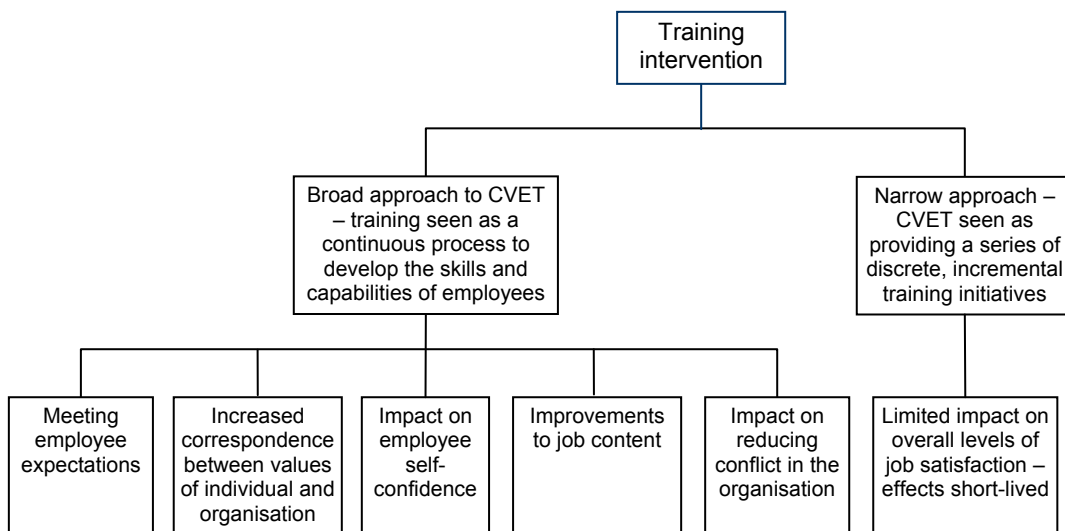 Training
intervention
Broad approach to CVET
– training seen as a
continuous process to
develop the skills and
capabilities of employees
Narrow approach –
CVET seen as
providing a series of
discrete, incremental
training initiatives
Meeting
employee
expectations
Increased
correspondence
between values
of individual and
organisation
Impact on
employee
self-
confidence
Improvements
to job content
Impact on
reducing
conflict in the
organisation
Limited impact on
overall levels of
job satisfaction –
effects short-lived